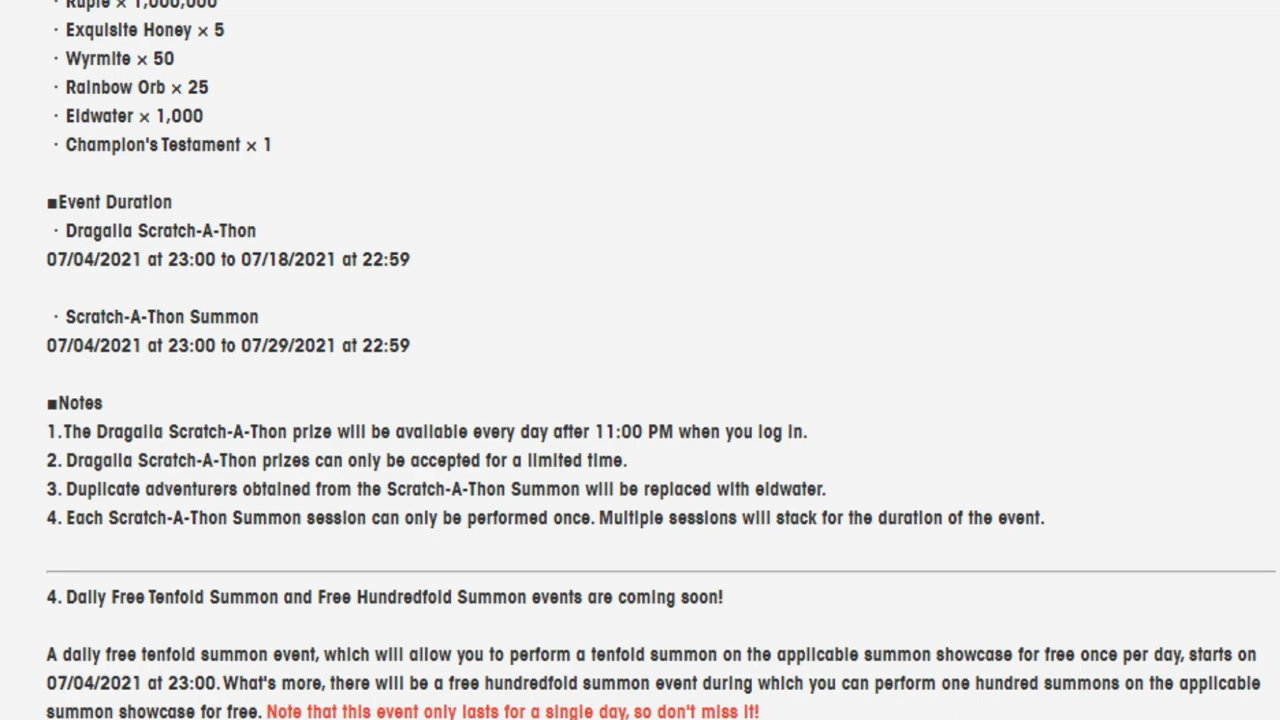 · Rupie × 1,000,000
· Exquisite Honey × 5
· Wyrmite × 50
· Rainbow Orb × 25
· Eldwater × 1,000
· Champion's Testament × 1
■Event Duration
· Dragalia Scratch-A-Thon
07/04/2021 at 23:00 to 07/18/2021 at 22:59
· Scratch-A-Thon Summon
07/04/2021 at 23:00 to 07/29/2021 at 22:59
■Notes
1. The Dragalia Scratch-A-Thon prize will be available every day after 11:00 PM when you log in.
2. Dragalia Scratch-A-Thon prizes can only be accepted for a limited time.
3. Duplicate adventurers obtained from the Scratch-A-Thon Summon will be replaced with eldwater.
4. Each Scratch-A-Thon Summon session can only be performed once. Multiple sessions will stack for the duration of the event.
4. Daily Free Tenfold Summon and Free Hundredfold Summon events are coming soon!
A daily free tenfold summon event, which will allow you to perform a tenfold summon on the applicable summon showcase for free once per day, starts on
07/04/2021 at 23:00. What's more, there will be a free hundredfold summon event during which you can perform one hundred summons on the applicable
summon showcase for free. Note that this event only lasts for a single day, so don't miss it!